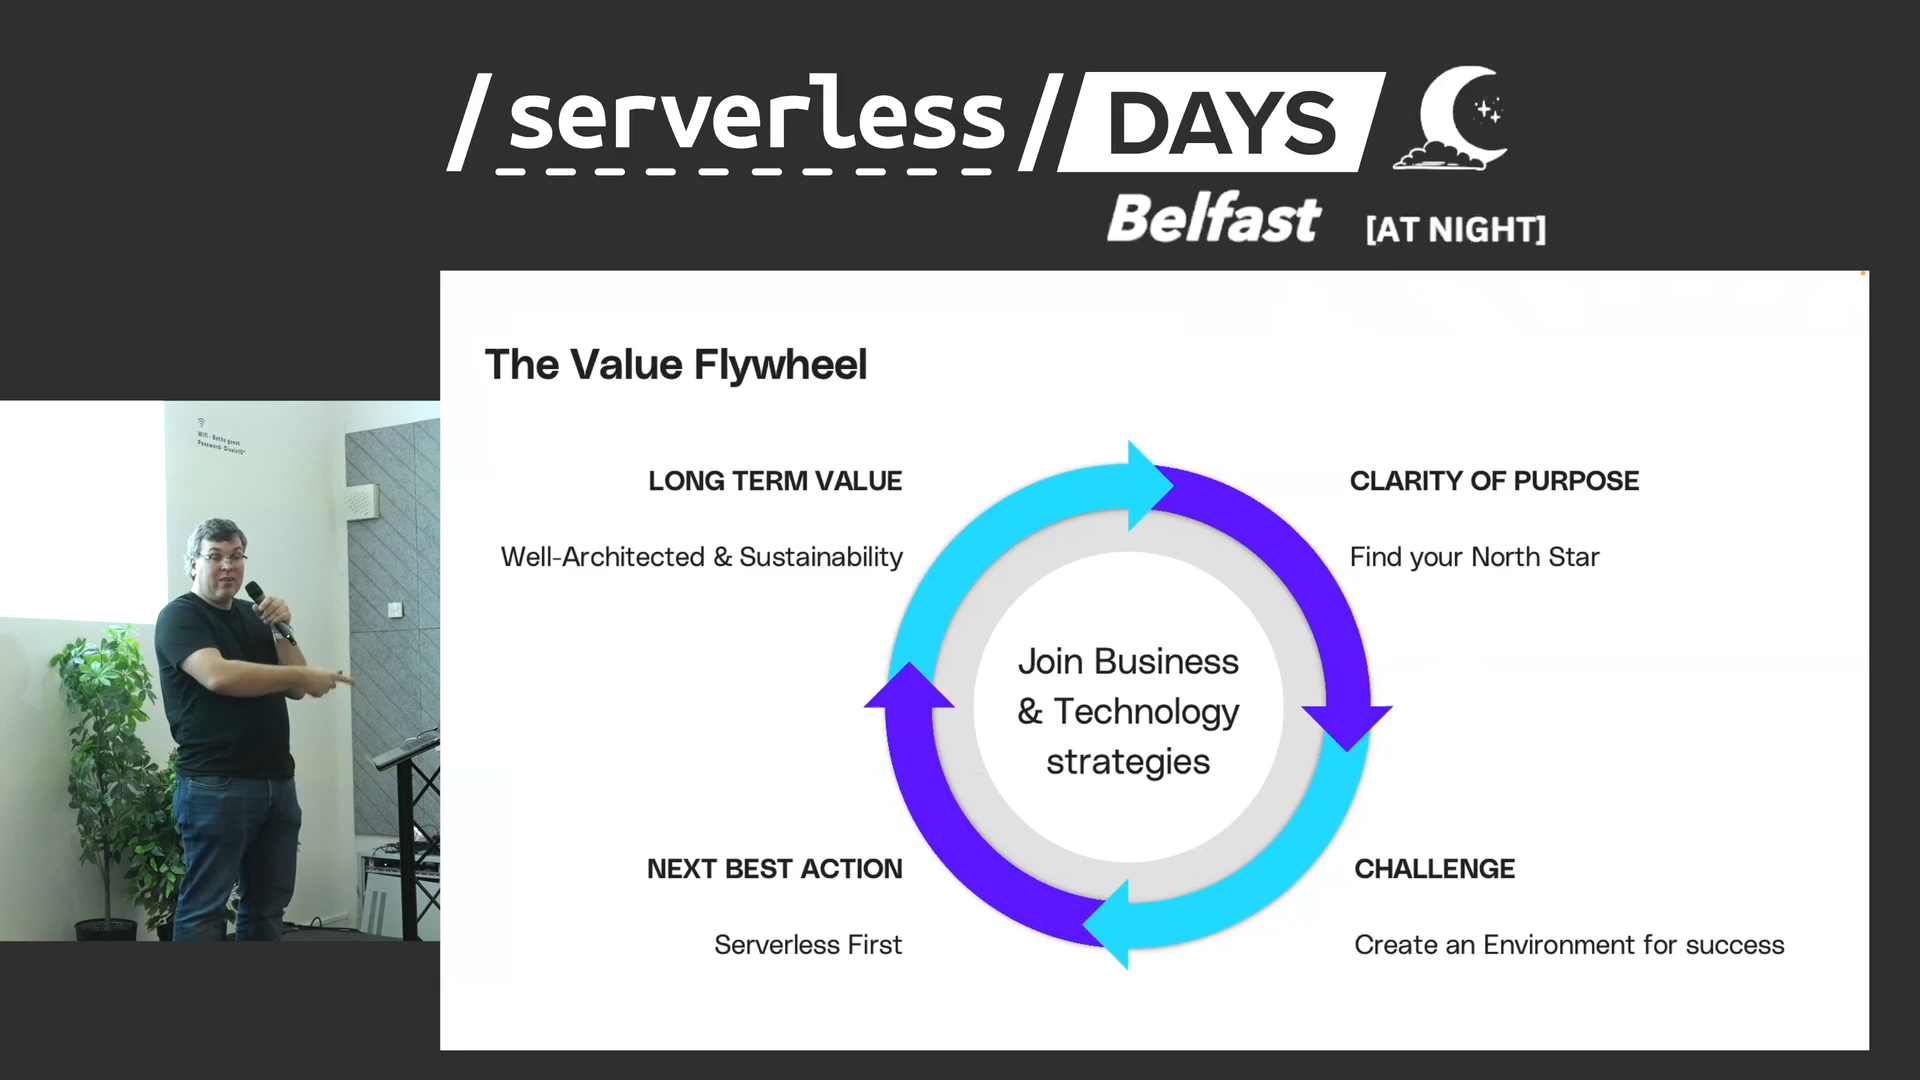 /serverless/DAYS
Belfast [AT NIGHT]
The Value Flywheel
LONG TERM VALUE
Well-Architected & Sustainability
CLARITY OF PURPOSE
Find your North Star
Join Business
& Technology
strategies
NEXT BEST ACTION
Serverless First
CHALLENGE
Create an Environment for success